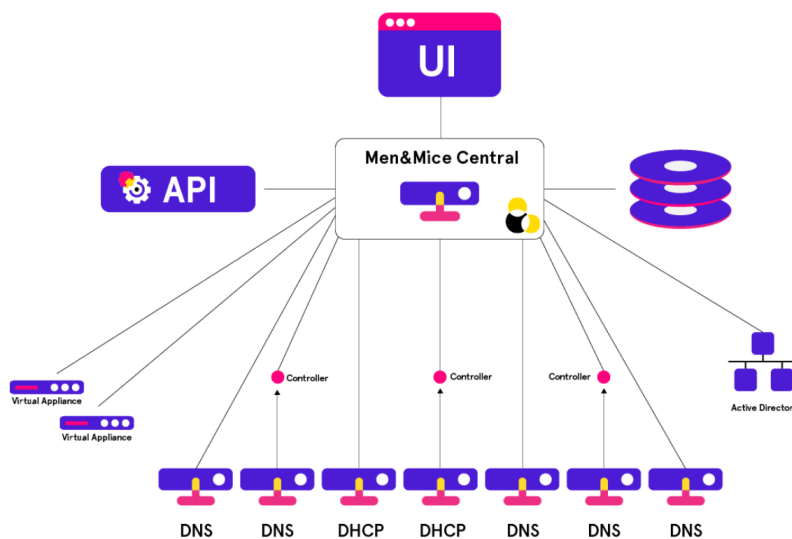 UI
Men&Mice Central
API
Controller
Controller
Controller
Virtual Appliance
Active Director
Virtual Appliance
DNS
DNS
DHCP
DHCP
DNS
DNS
DNS